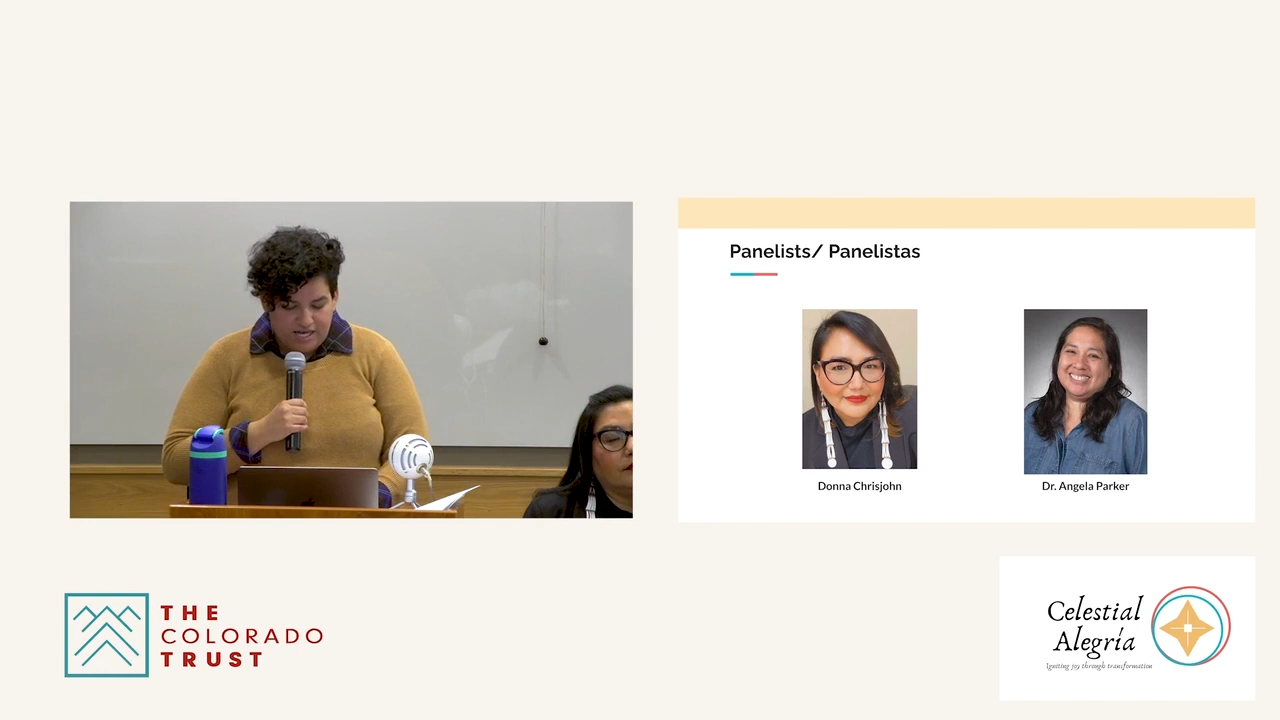 Panelists/ Panelistas
Donna Chrisjohn
Dr. Angela Parker
THE
COLORADO
TRUST
Celestial
Alegría
Igniting joy through transformation